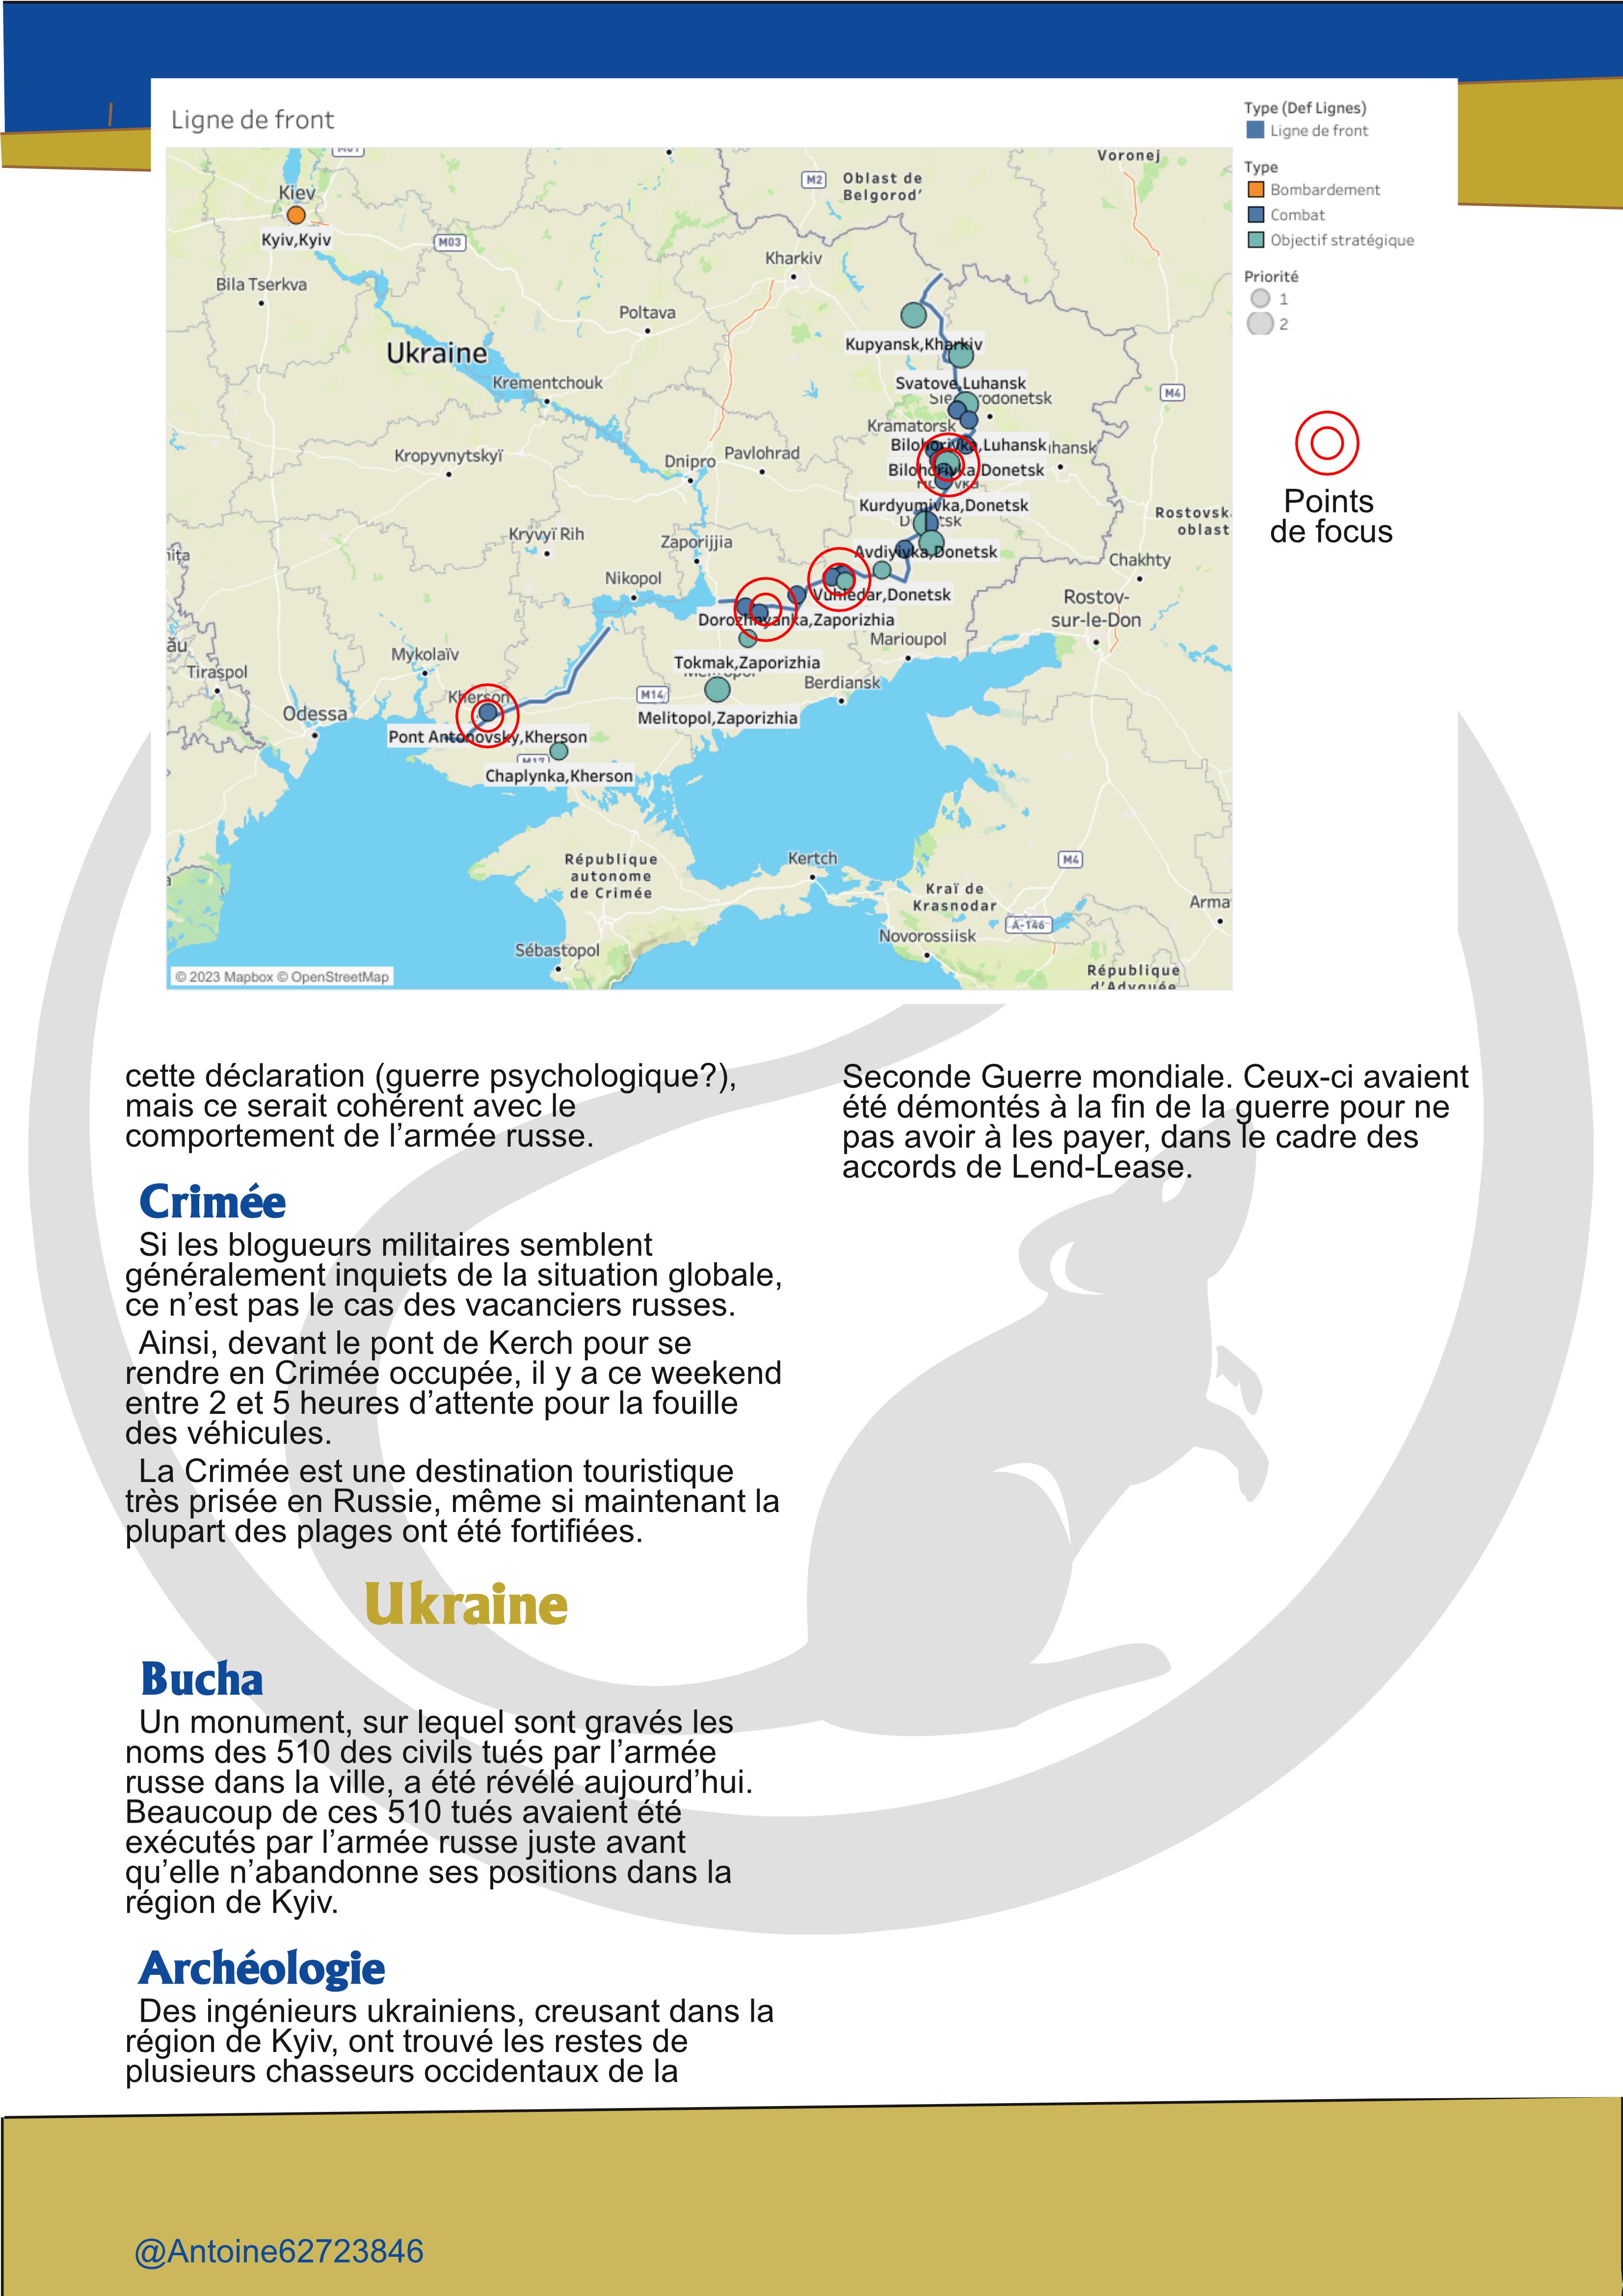 Ligne de front
Type (Def Lignes)
Ligne de front
Type
Bombardement
Combat
Objectif stratégique
Priorité
1
2
Points
de focus
Voronej
M2
Oblast de
Belgorod’
Kiev
Kyiv,Kyiv
M03
Kharkiv
Bila Tserkva
Poltava
Kupyansk,Kharkiv
Ukraine
Krementchouk
Svatove,Luhansk
M4
Kramatorsk
Bilohorivka,Luhansk
Kropyvnytskyï
Dnipro
Pavlohrad
Bilohorivka,Donetsk
Kurdyumivka,Donetsk
Rostovsk
oblast
Kryvyï Rih
Zaporijjia
Avdiyivka,Donetsk
Chakhty
Nikopol
Vuhledar,Donetsk
Rostov-
sur-le-Don
Dorozhnyanka,Zaporizhia
Marioupol
Mykolaïv
Tokmak,Zaporizhia
Tiraspol
Berdiansk
Kherson
M14
Odessa
Melitopol,Zaporizhia
Pont Antonovsky,Kherson
M17
Chaplynka,Kherson
République
autonome
de Crimée
Kertch
M4
Kraï de
Krasnodar
Arma
A-146
Novorossiisk
Sébastopol
République
d’Adyguée
© 2023 Mapbox © OpenStreetMap
cette déclaration (guerre psychologique?),
mais ce serait cohérent avec le
comportement de l’armée russe.
Crimée
Si les blogueurs militaires semblent
généralement inquiets de la situation globale,
ce n’est pas le cas des vacanciers russes.
Ainsi, devant le pont de Kerch pour se
rendre en Crimée occupée, il y a ce weekend
entre 2 et 5 heures d’attente pour la fouille
des véhicules.
La Crimée est une destination touristique
très prisée en Russie, même si maintenant la
plupart des plages ont été fortifiées.
Ukraine
Bucha
Un monument, sur lequel sont gravés les
noms des 510 des civils tués par l’armée
russe dans la ville, a été révélé aujourd’hui.
Beaucoup de ces 510 tués avaient été
exécutés par l’armée russe juste avant
qu’elle n’abandonne ses positions dans la
région de Kyiv.
Archéologie
Des ingénieurs ukrainiens, creusant dans la
région de Kyiv, ont trouvé les restes de
plusieurs chasseurs occidentaux de la
Seconde Guerre mondiale. Ceux-ci avaient
été démontés à la fin de la guerre pour ne
pas avoir à les payer, dans le cadre des
accords de Lend-Lease.
@Antoine62723846